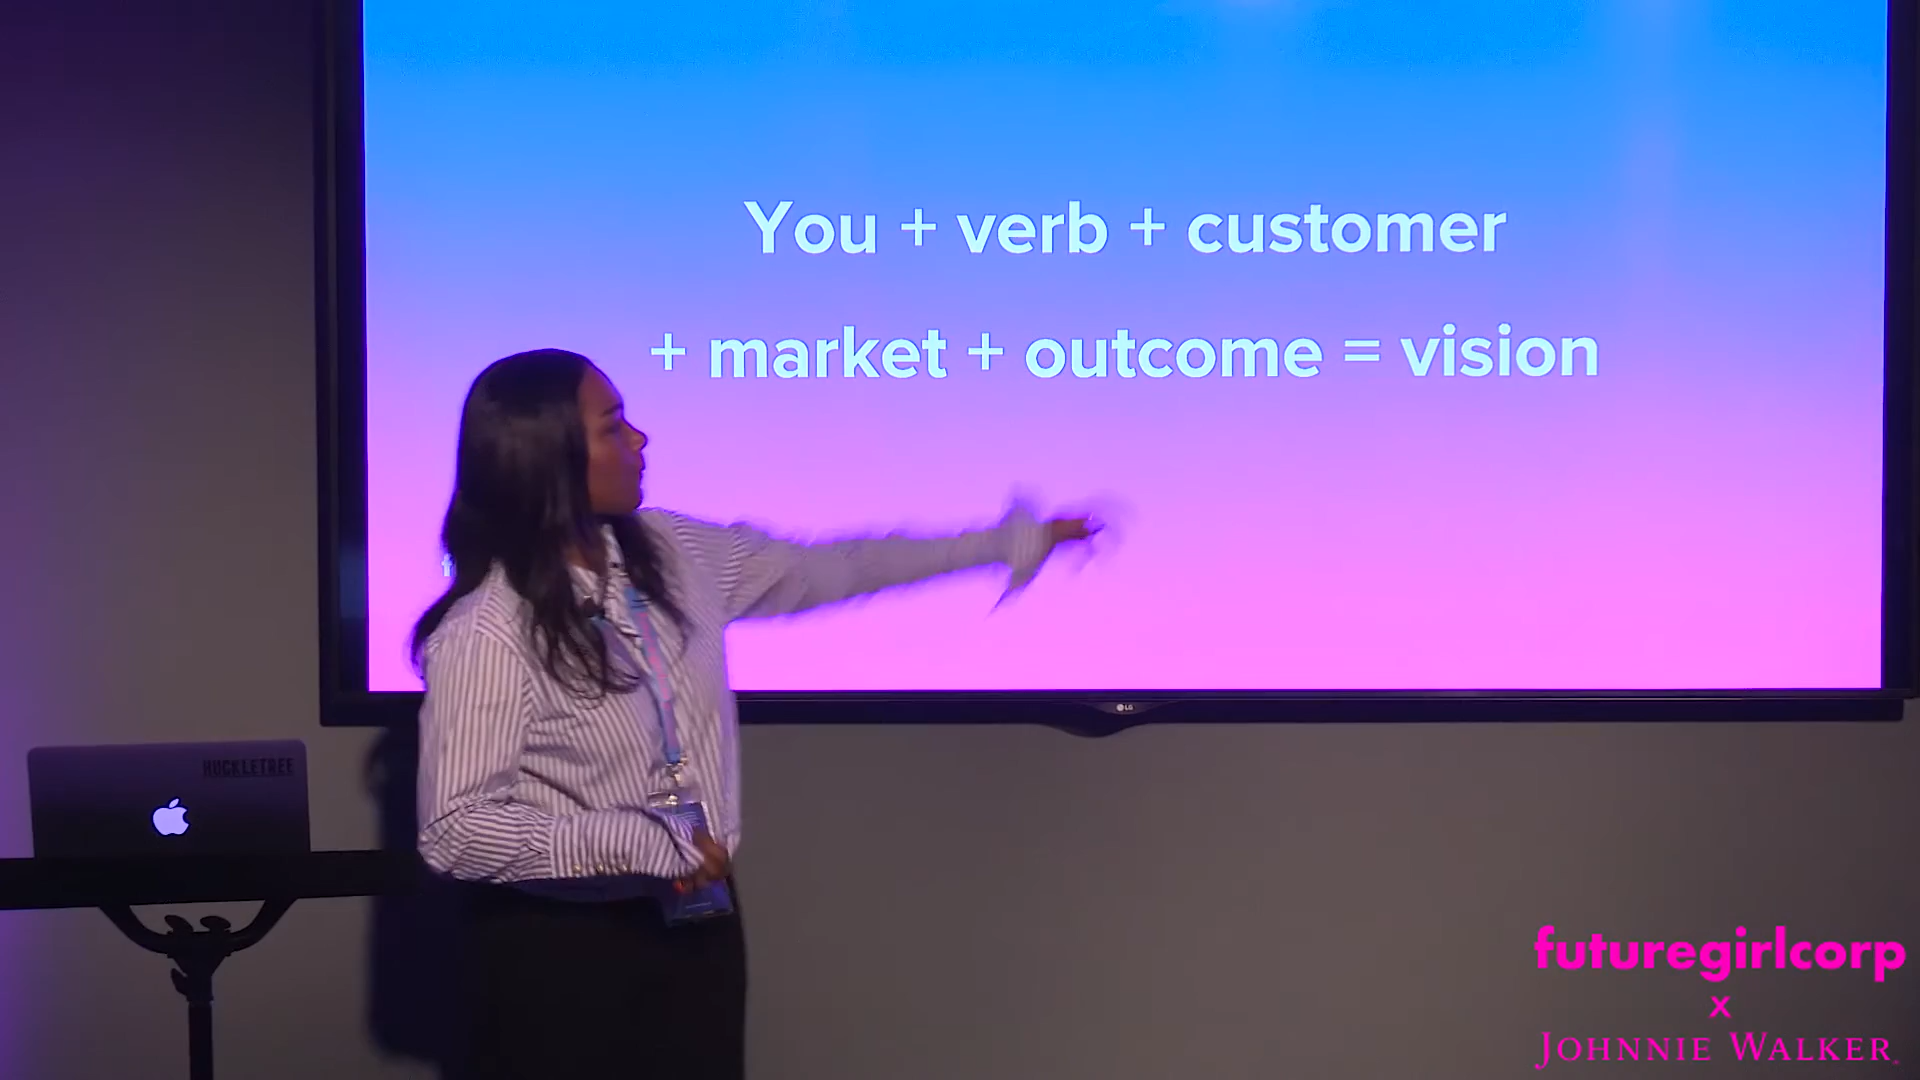 You + verb + customer
+ market + outcome = vision
LG
HUCKLETREE
futuregirlcorp
x
JOHNNIE WALKER.